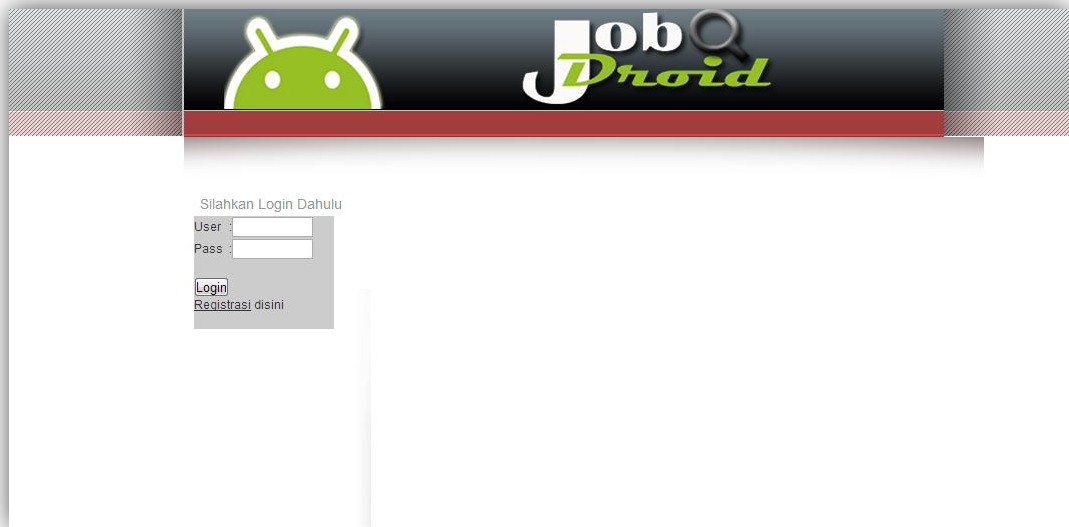 Job
Droid
Silahkan Login Dahulu
User :
Pass :
Login
Registrasi disini